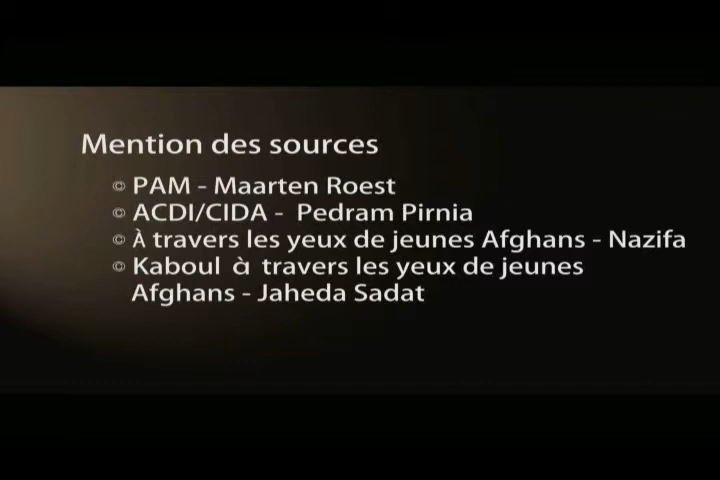 Mention des sources
© PAM - Maarten Roest
© ACDI/CIDA - Pedram Pirnia
© À travers les yeux de jeunes Afghans - Nazifa
© Kaboul à travers les yeux de jeunes
Afghans - Jaheda Sadat